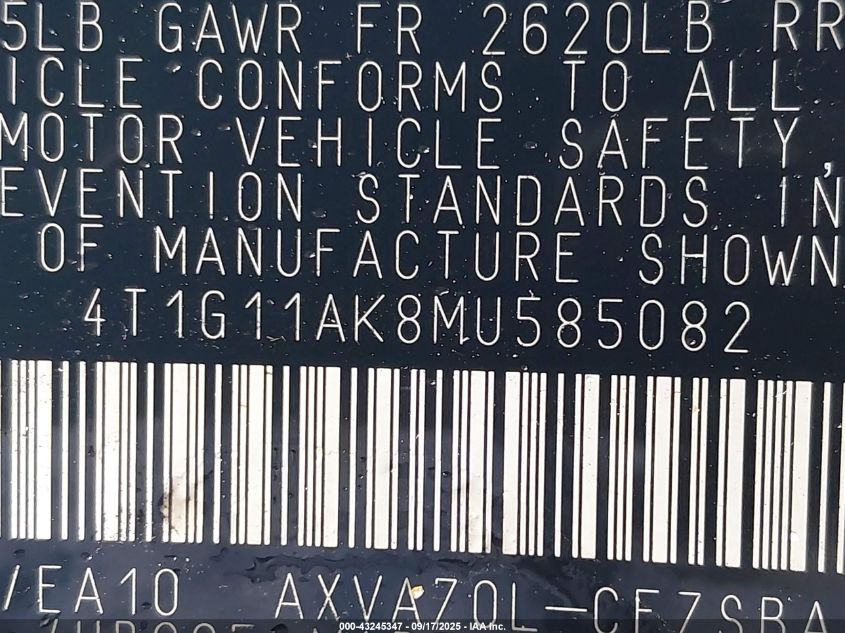 5LB GAWR FR 2620LB RR
ICLE CONFORMS TO ALL
MOTOR VEHICLE SAFETY,
EVENTION STANDARDS IN
OF MANUFACTURE SHOWN
4T1G11AK8MU585082
/EA10 AXVA70L-CEZSBA
000-43245347 - 09/17/2025 - IAA Inc.